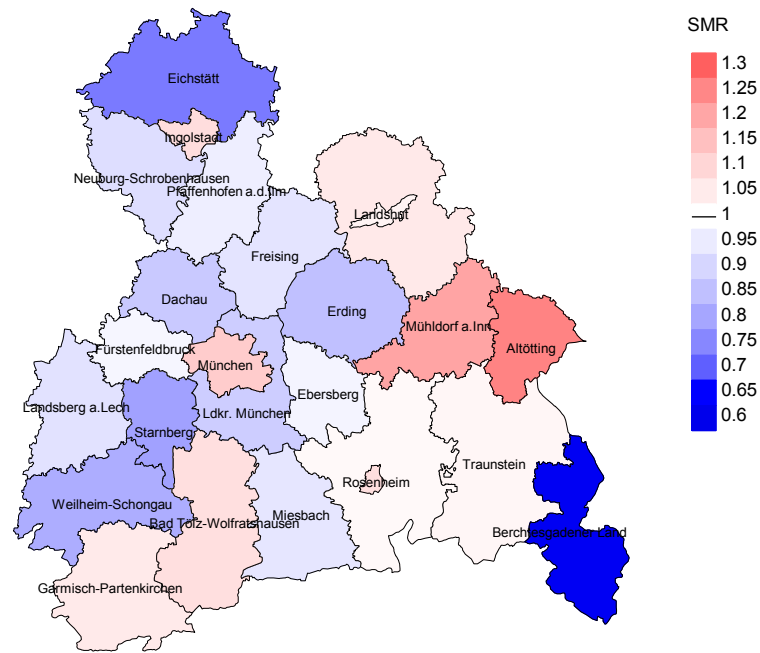 SMR
1.3
1.25
1.2
1.15
1.1
1.05
1
0.95
0.9
0.85
0.8
0.75
0.7
0.65
0.6
Eichstätt
Ingolstadt
Neuburg-Schrobenhausen
Pfaffenhofen a.d.Ilm
Landshut
Freising
Dachau
Erding
Mühldorf a.Inn
Altötting
Fürstenfeldbruck
München
Ebersberg
Landsberg a.Lech
Ldkr. München
Starnberg
Traunstein
Rosenheim
Weilheim-Schongau
Miesbach
Bad Tölz-Wolfratshausen
Berchtesgadener Land
Garmisch-Partenkirchen